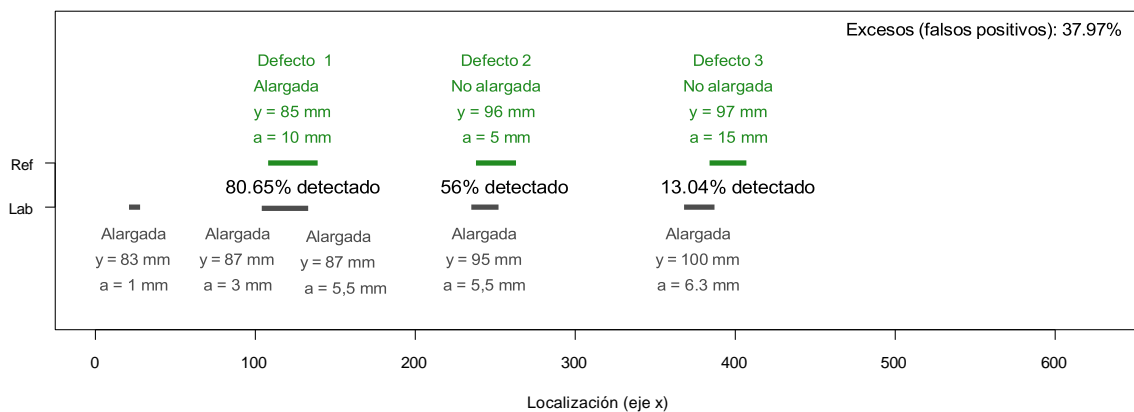 Excesos (falsos positivos): 37.97%
Defecto 1
Alargada
y = 85 mm
a = 10 mm
Defecto 2
No alargada
y = 96 mm
a = 5 mm
Defecto 3
No alargada
y = 97 mm
a = 15 mm
Ref
80.65% detectado
56% detectado
13.04% detectado
Lab
Alargada
y = 83 mm
a = 1 mm
Alargada
y = 87 mm
a = 3 mm
Alargada
y = 87 mm
a = 5,5 mm
Alargada
y = 95 mm
a = 5,5 mm
Alargada
y = 100 mm
a = 6.3 mm
0 100 200 300 400 500 600
Localización (eje x)